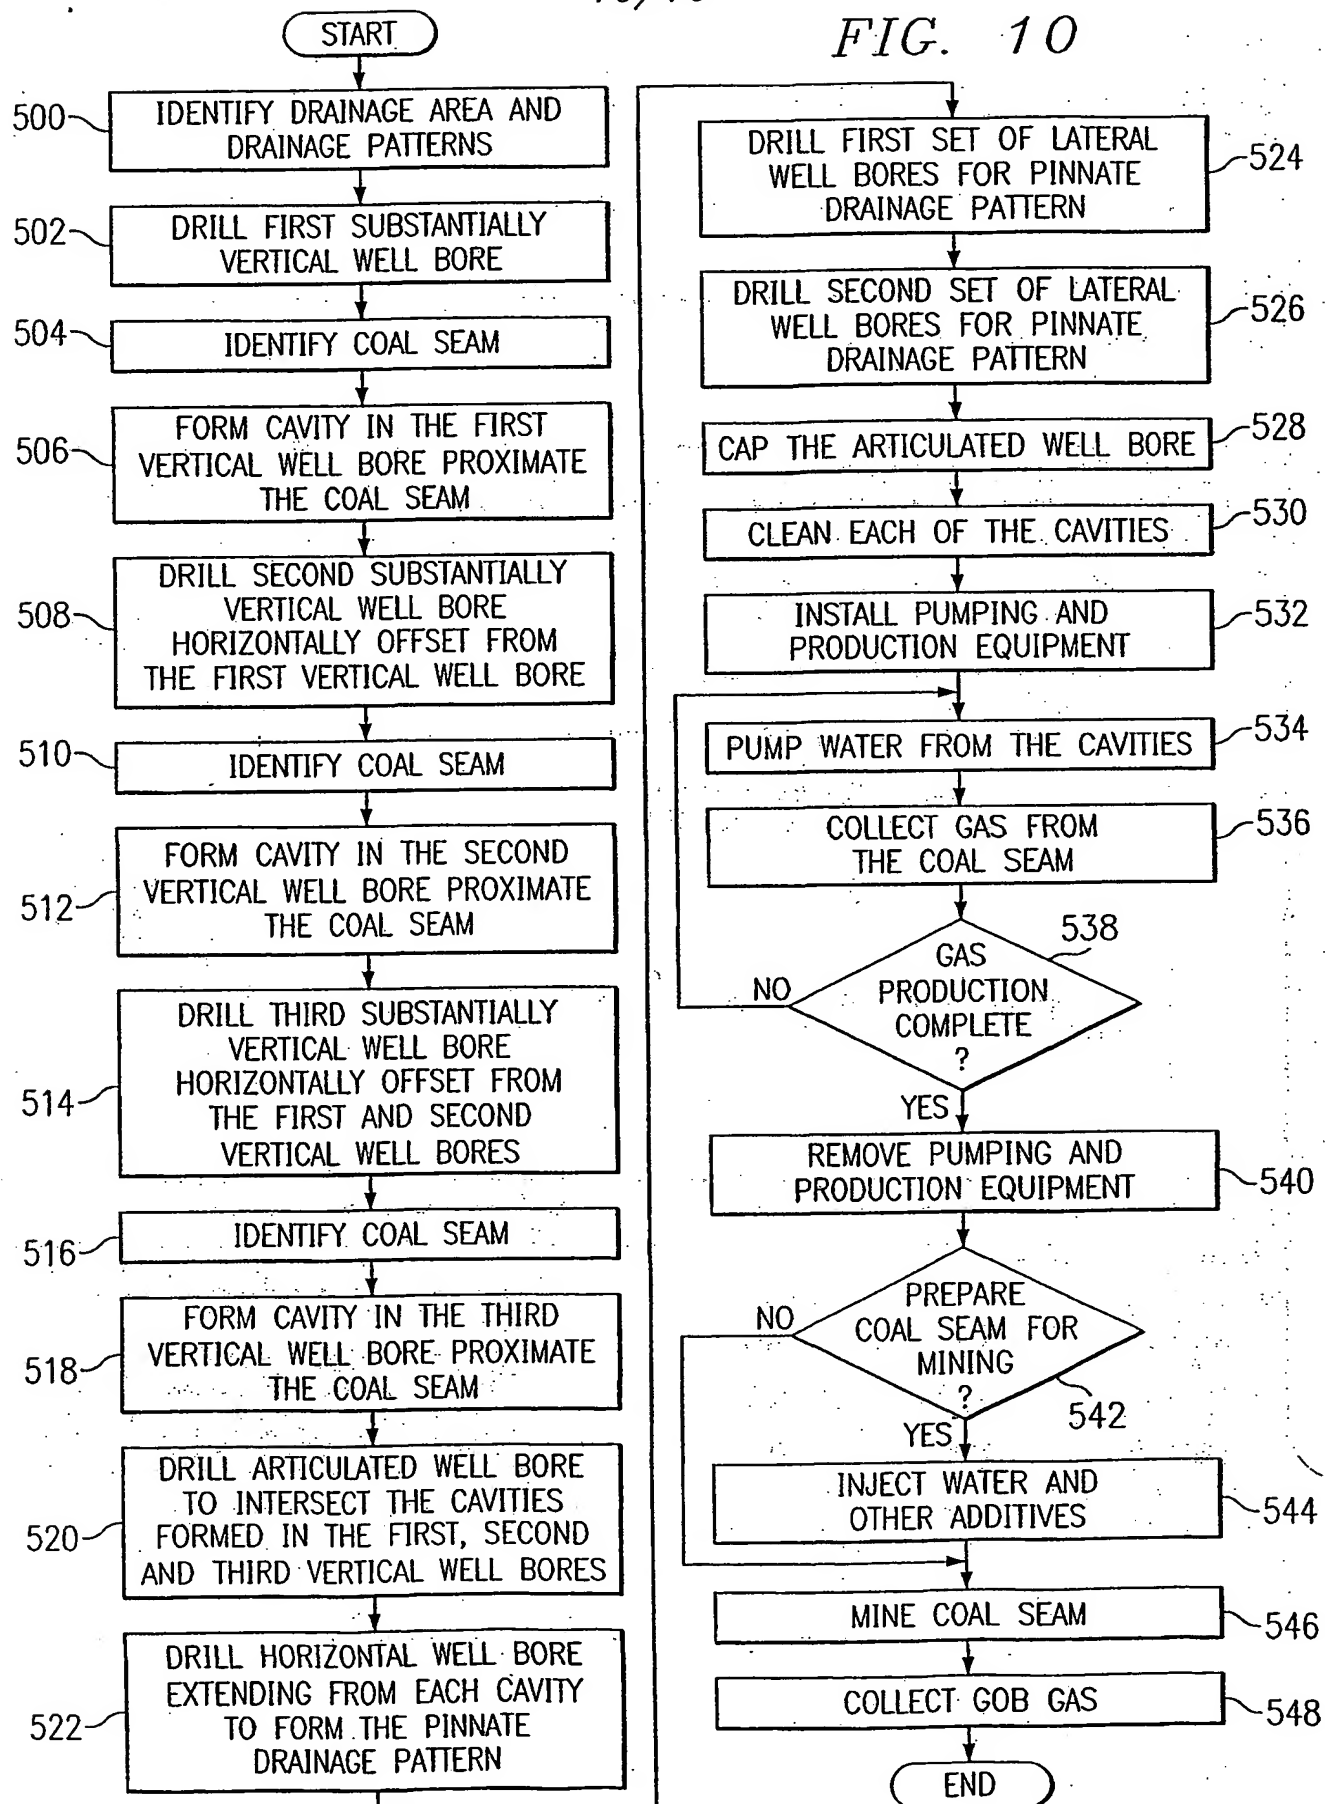 FIG. 10
START
500
IDENTIFY DRAINAGE AREA AND
DRAINAGE PATTERNS
502
DRILL FIRST SUBSTANTIALLY
VERTICAL WELL BORE
504
IDENTIFY COAL SEAM
506
FORM CAVITY IN THE FIRST
VERTICAL WELL BORE PROXIMATE
THE COAL SEAM
508
DRILL SECOND SUBSTANTIALLY
VERTICAL WELL BORE
HORIZONTALLY OFFSET FROM
THE FIRST VERTICAL WELL BORE
510
IDENTIFY COAL SEAM
512
FORM CAVITY IN THE SECOND
VERTICAL WELL BORE PROXIMATE
THE COAL SEAM
514
DRILL THIRD SUBSTANTIALLY
VERTICAL WELL BORE
HORIZONTALLY OFFSET FROM
THE FIRST AND SECOND
VERTICAL WELL BORES
516
IDENTIFY COAL SEAM
518
FORM CAVITY IN THE THIRD
VERTICAL WELL BORE PROXIMATE
THE COAL SEAM
520
DRILL ARTICULATED WELL BORE
TO INTERSECT THE CAVITIES
FORMED IN THE FIRST, SECOND
AND THIRD VERTICAL WELL BORES
522
DRILL HORIZONTAL WELL BORE
EXTENDING FROM EACH CAVITY
TO FORM THE PINNATE
DRAINAGE PATTERN
DRILL FIRST SET OF LATERAL
WELL BORES FOR PINNATE
DRAINAGE PATTERN
524
DRILL SECOND SET OF LATERAL
WELL BORES FOR PINNATE
DRAINAGE PATTERN
526
CAP THE ARTICULATED WELL BORE
528
CLEAN EACH OF THE CAVITIES
530
INSTALL PUMPING AND
PRODUCTION EQUIPMENT
532
PUMP WATER FROM THE CAVITIES
534
COLLECT GAS FROM
THE COAL SEAM
536
GAS
PRODUCTION
COMPLETE
?
538
NO
YES
REMOVE PUMPING AND
PRODUCTION EQUIPMENT
540
PREPARE
COAL SEAM FOR
MINING
?
542
NO
YES
INJECT WATER AND
OTHER ADDITIVES
544
MINE COAL SEAM
546
COLLECT GOB GAS
548
END